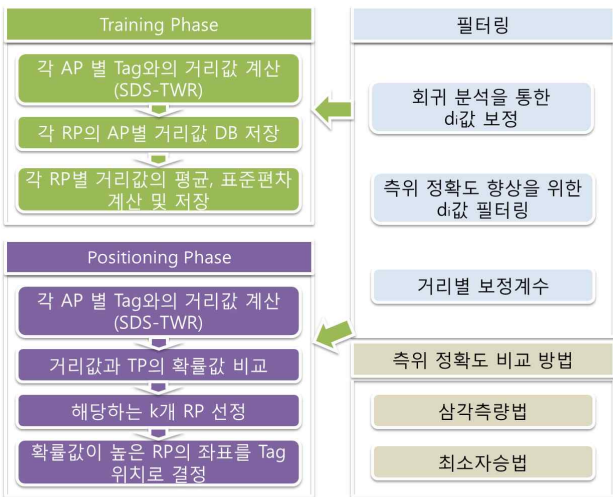 Training Phase
각 AP 별 Tag와의 거리값 계산
(SDS-TWR)
각 RP의 AP별 거리값 DB 저장
각 RP별 거리값의 평균, 표준편차
계산 및 저장
Positioning Phase
각 AP 별 Tag와의 거리값 계산
(SDS-TWR)
거리값과 TP의 확률값 비교
해당하는 k개 RP 선정
확률값이 높은 RP의 좌표를 Tag
위치로 결정
필터링
회귀 분석을 통한
di값 보정
측위 정확도 향상을 위한
di값 필터링
거리별 보정계수
측위 정확도 비교 방법
삼각측량법
최소자승법